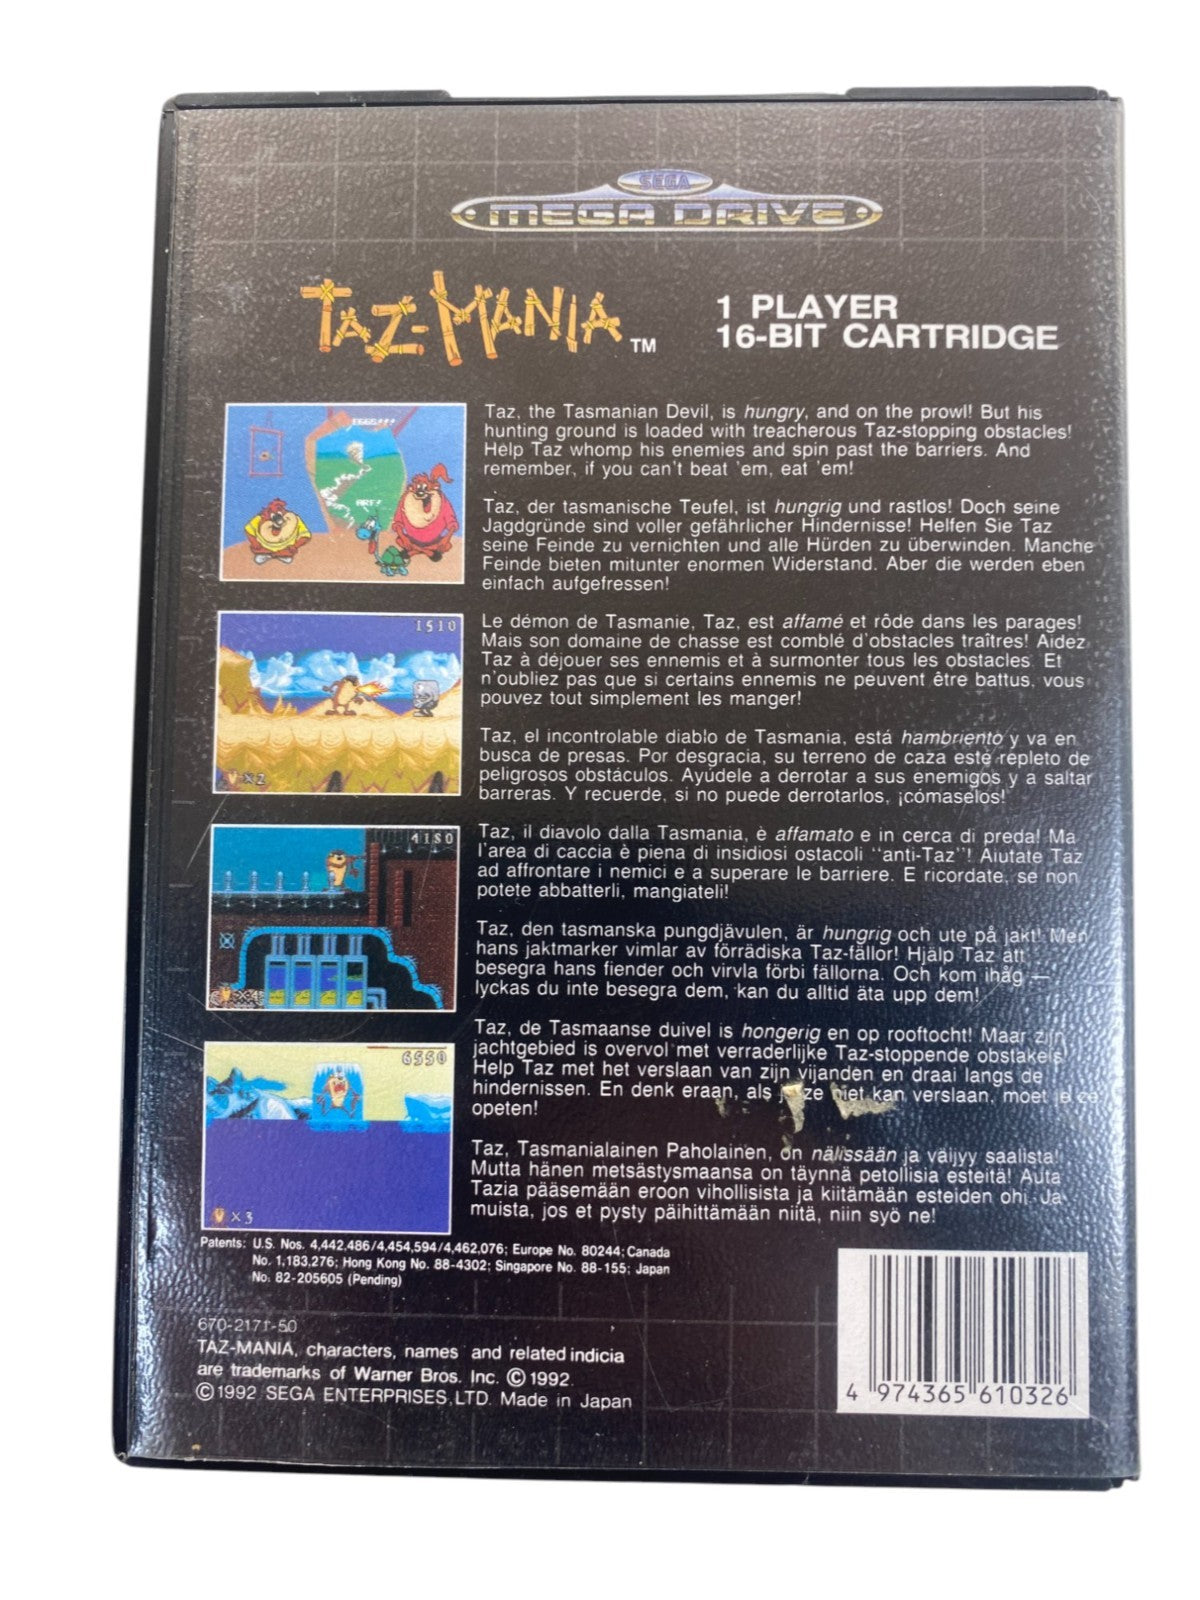 SEGA
MEGA DRIVE
TAZ-MANIA TM
1 PLAYER
16-BIT CARTRIDGE
Taz, the Tasmanian Devil, is hungry, and on the prowl! But his
hunting ground is loaded with treacherous Taz-stopping obstacles!
Help Taz whomp his enemies and spin past the barriers. And
remember, if you can't beat 'em, eat 'em!
Taz, der tasmanische Teufel, ist hungrig und rastlos! Doch seine
Jagdgründe sind voller gefährlicher Hindernisse! Helfen Sie Taz
seine Feinde zu vernichten und alle Hürden zu überwinden. Manche
Feinde bieten mitunter enormen Widerstand. Aber die werden eben
einfach aufgefressen!
1510
×2
Le démon de Tasmanie, Taz, est affamé et rôde dans les parages!
Mais son domaine de chasse est comblé d'obstacles traîtres! Aidez
Taz à déjouer ses ennemis et à surmonter tous les obstacles. Et
n'oubliez pas que si certains ennemis ne peuvent être battus, vous
pouvez tout simplement les manger!
Taz, el incontrolable diablo de Tasmania, está hambriento y va en
busca de presas. Por desgracia, su terreno de caza esté repleto de
peligrosos obstáculos. Ayúdele a derrotar a sus enemigos y a saltar
barreras. Y recuerde, si no puede derrotarlos, ¡cómaselos!
4180
Taz, il diavolo dalla Tasmania, è affamato e in cerca di preda! Ma
l'area di caccia è piena di insidiosi ostacoli "anti-Taz"! Aiutate Taz
ad affrontare i nemici e a superare le barriere. E ricordate, se non
potete abbatterli, mangiateli!
Taz, den tasmanska pungdjävulen, är hungrig och ute på jakt! Men
hans jaktmarker vimlar av förrädiska Taz-fällor! Hjälp Taz att
besegra hans fiender och virvla förbi fällorna. Och kom ihåg —
lyckas du inte besegra dem, kan du alltid äta upp dem!
6550
×3
Taz, de Tasmaanse duivel is hongerig en op rooftocht! Maar zijn
jachtgebied is overvol met verraderlijke Taz-stoppende obstakels.
Help Taz met het verslaan van zijn vijanden en draai langs de
hindernissen. En denk eraan, als ze niet kan verslaan, moet je ze
opeten!
Taz, Tasmanialainen Paholainen, on nälissään ja väijyy saalista!
Mutta hänen metsästysmaansa on täynnä petollisia esteitä! Auta
Tazia pääsemään eroon vihollisista ja kiitämään esteiden ohi. Ja
muista, jos et pysty päihittämään niitä, niin syö ne!
Patents: U.S. Nos. 4,442,486/4,454,594/4,462,076; Europe No. 80244; Canada
No. 1,183,276; Hong Kong No. 88-4302; Singapore No. 88-155; Japan
No. 82-205605 (Pending)
670-2171-50
TAZ-MANIA, characters, names and related indicia
are trademarks of Warner Bros. Inc. © 1992.
© 1992 SEGA ENTERPRISES, LTD. Made in Japan
4 974365 610326